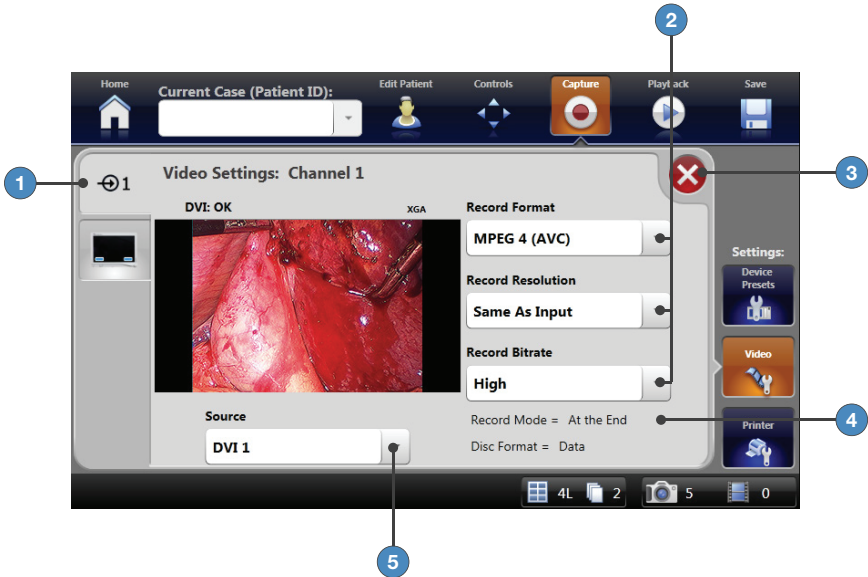 2
Home
Current Case (Patient ID):
Edit Patient
Controls
Capture
Playback
Save
1
1
Video Settings: Channel 1
3
DVI: OK
XGA
Record Format
MPEG 4 (AVC)
Record Resolution
Same As Input
Record Bitrate
High
Settings:
Device
Presets
Video
Printer
Source
DVI 1
Record Mode = At the End
4
Disc Format = Data
4L
2
5
0
5